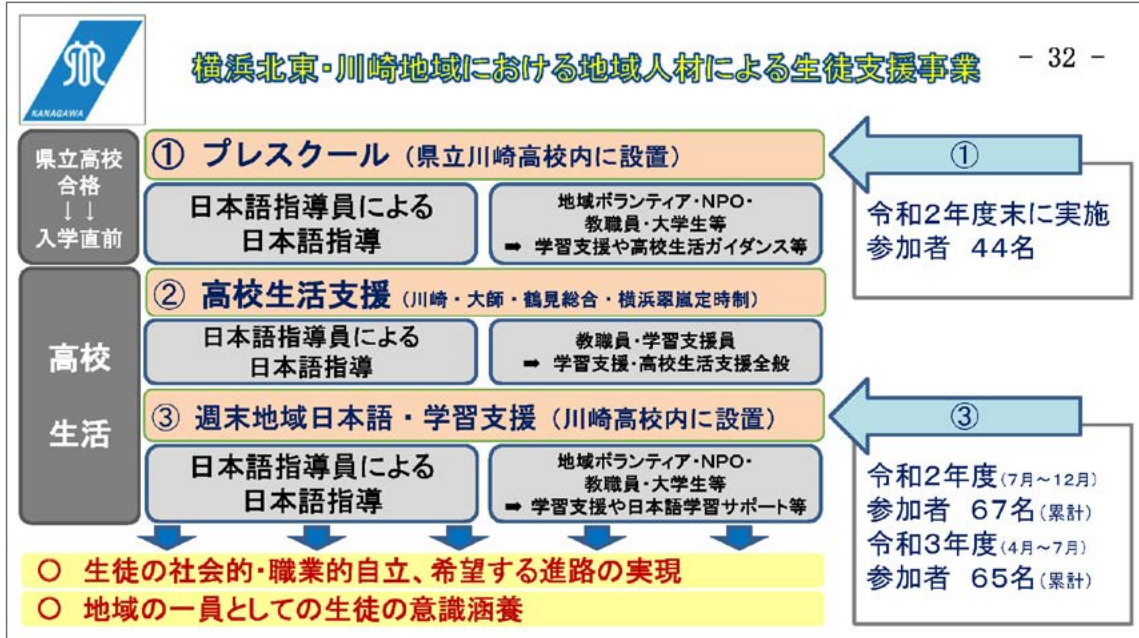 KANAGAWA
横浜北東・川崎地域における地域人材による生徒支援事業
- 32 -
県立高校
合格
↓↓
入学直前
① プレスクール (県立川崎高校内に設置)
日本語指導員による
日本語指導
地域ボランティア・NPO・
教職員・大学生等
➡ 学習支援や高校生活ガイダンス等
①
令和2年度末に実施
参加者 44名
高校
生活
② 高校生活支援 (川崎・大師・鶴見総合・横浜翠嵐定時制)
日本語指導員による
日本語指導
教職員・学習支援員
➡ 学習支援・高校生活支援全般
③ 週末地域日本語・学習支援 (川崎高校内に設置)
日本語指導員による
日本語指導
地域ボランティア・NPO・
教職員・大学生等
➡ 学習支援や日本語学習サポート等
③
令和2年度(7月~12月)
参加者 67名(累計)
令和3年度(4月~7月)
参加者 65名(累計)
○ 生徒の社会的・職業的自立、希望する進路の実現
○ 地域の一員としての生徒の意識涵養